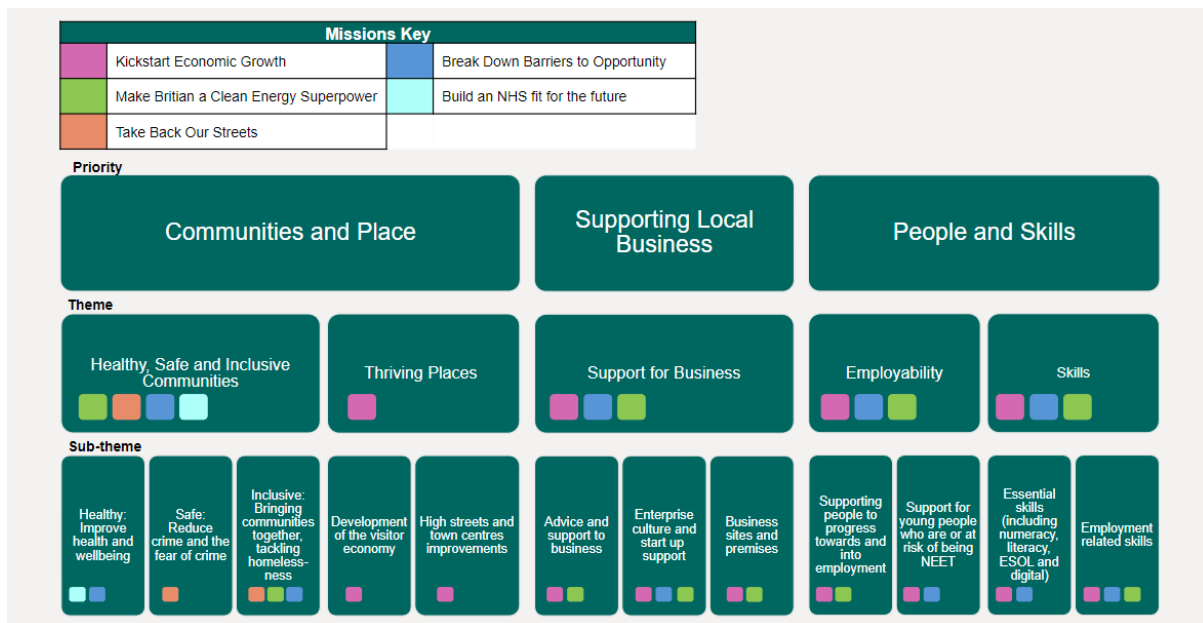 Missions Key
Kickstart Economic Growth
Break Down Barriers to Opportunity
Make Britian a Clean Energy Superpower
Build an NHS fit for the future
Take Back Our Streets
Priority
Communities and Place
Supporting Local
Business
People and Skills
Theme
Healthy, Safe and Inclusive
Communities
Thriving Places
Support for Business
Employability
Skills
Sub-theme
Healthy:
Improve
health and
wellbeing
Safe:
Reduce
crime and the
fear of crime
Inclusive:
Bringing
communities
together,
tackling
homeless-
ness
Development
of the visitor
economy
High streets and
town centres
improvements
Advice and
support to
business
Enterprise
culture and
start up
support
Business
sites and
premises
Supporting
people to
progress
towards and
into
employment
Support for
young people
who are or at
risk of being
NEET
Essential
skills
(including
numeracy,
literacy,
ESOL and
digital)
Employment
related skills